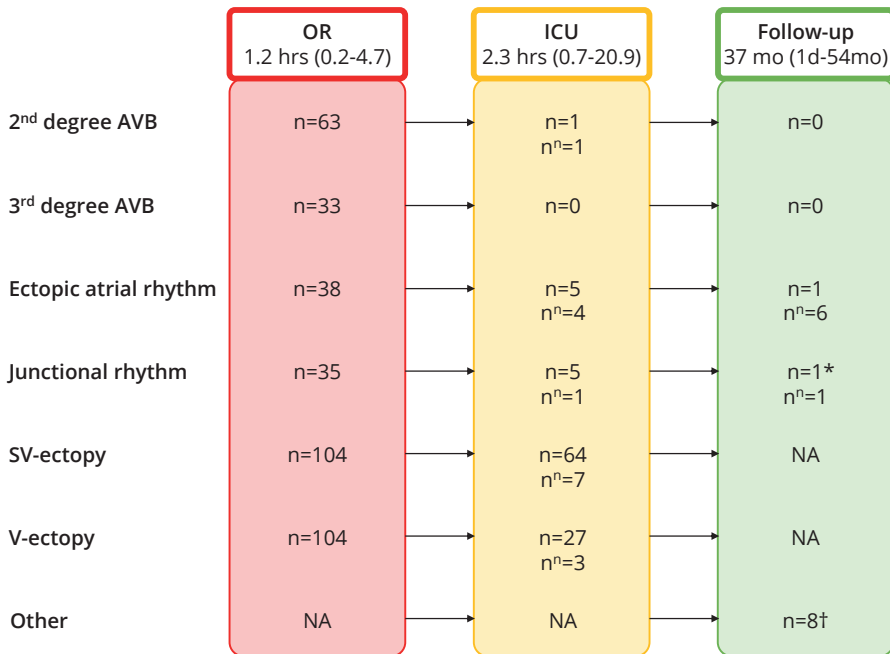 OR
1.2 hrs (0.2-4.7)
ICU
2.3 hrs (0.7-20.9)
Follow-up
37 mo (1d-54mo)
2nd degree AVB
n=63
n=1
nⁿ=1
n=0
3rd degree AVB
n=33
n=0
n=0
Ectopic atrial rhythm
n=38
n=5
nⁿ=4
n=1
nⁿ=6
Junctional rhythm
n=35
n=5
nⁿ=1
n=1*
nⁿ=1
SV-ectopy
n=104
n=64
nⁿ=7
NA
V-ectopy
n=104
n=27
nⁿ=3
NA
Other
NA
NA
n=8†